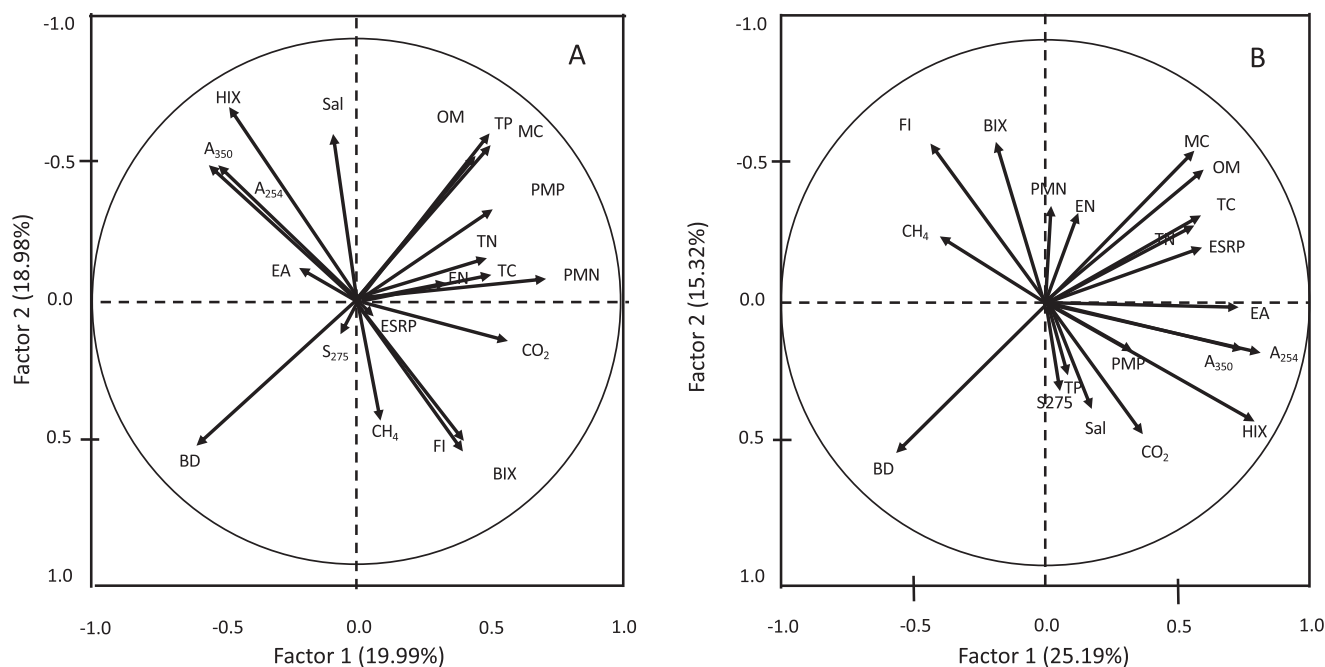 A
-1.0
-0.5
0.0
0.5
1.0
Factor 2 (18.98%)
HIX
Sal
OM
TP
MC
A350
A254
PMP
TN
EA
EN
TC
PMN
ESRP
S275
CO2
CH4
FI
BD
BIX
-1.0
-0.5
0.0
0.5
1.0
Factor 1 (19.99%)
B
-1.0
-0.5
0.0
0.5
1.0
Factor 2 (15.32%)
FI
BIX
MC
OM
PMN
EN
TC
CH4
TN
ESRP
EA
PMP
A350
A254
TP
S275
Sal
HIX
CO2
BD
-1.0
-0.5
0.0
0.5
1.0
Factor 1 (25.19%)